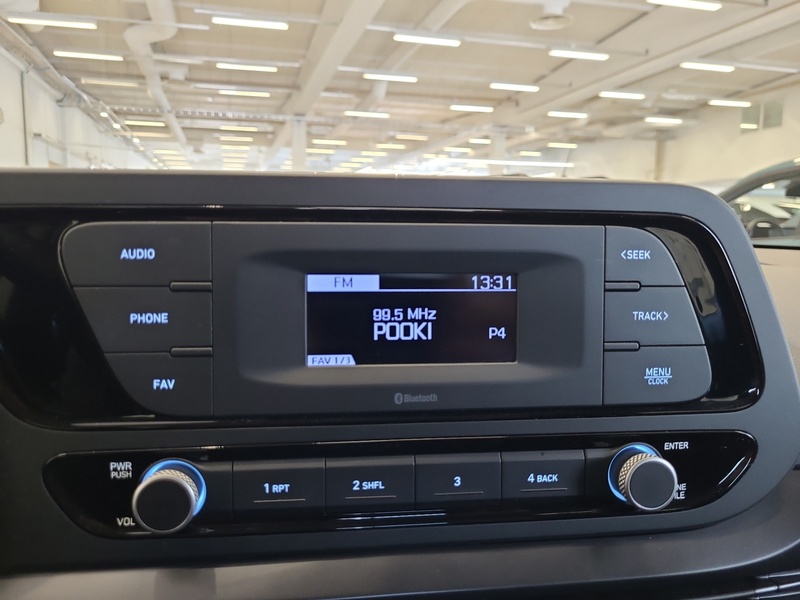 AUDIO
PHONE
FAV
FM 13:31
99.5 MHz
POOKI P4
FAV 1/3
Bluetooth
<SEEK
TRACK>
MENU
CLOCK
PWR
PUSH
VOL
1 RPT
2 SHFL
3
4 BACK
ENTER